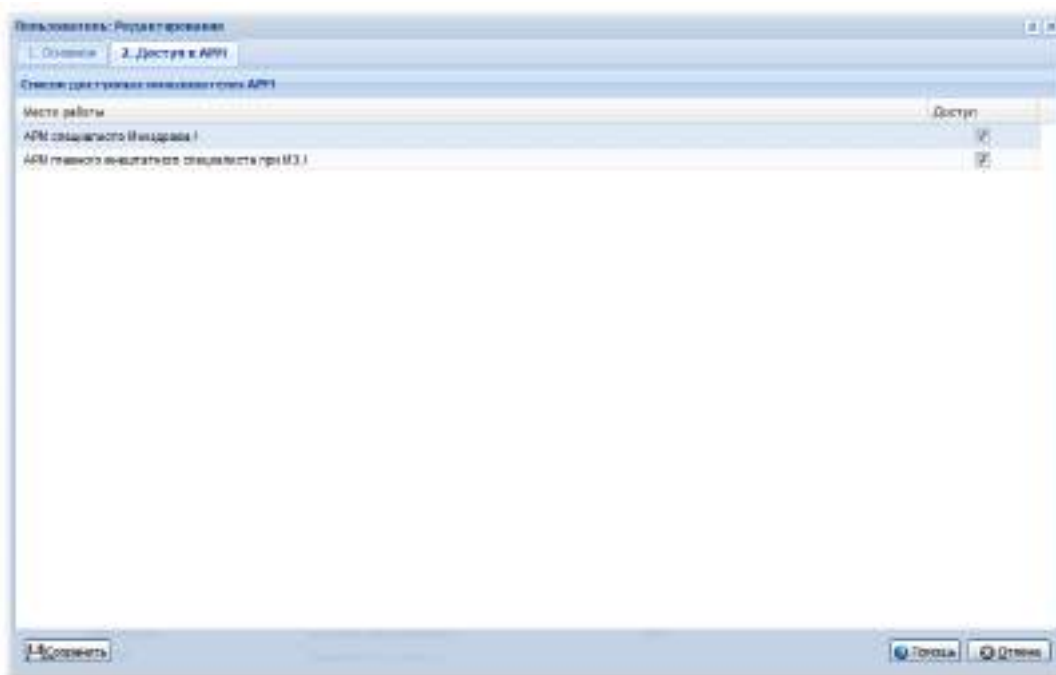 Пользователь: Редактирование
1. Основное
2. Доступ к АРМ
Список доступных пользователю АРМ
Место работы Доступ
АРМ специалиста Минздрава /
АРМ главного внештатного специалиста при МЗ /
Сохранить
Помощь
Отмена